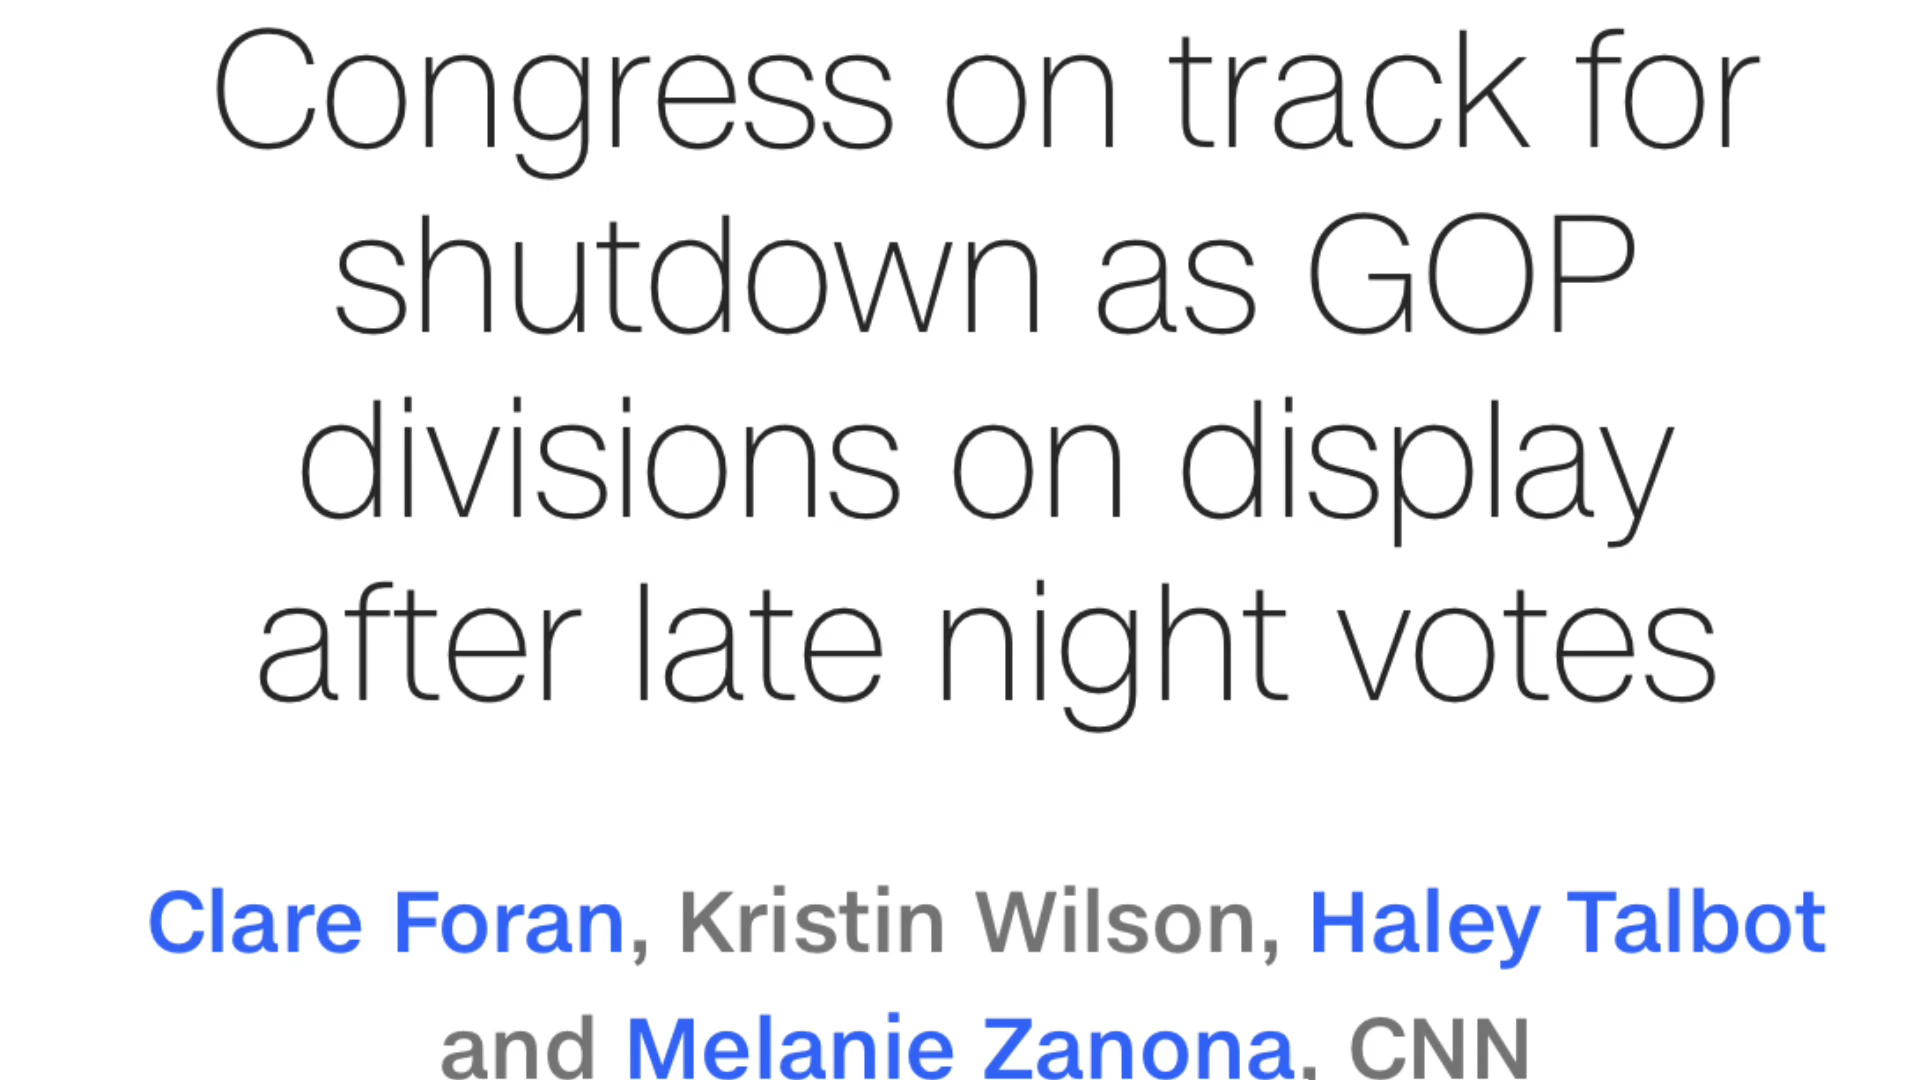 Congress on track for
shutdown as GOP
divisions on display
after late night votes
Clare Foran, Kristin Wilson, Haley Talbot
and Melanie Zanona, CNN